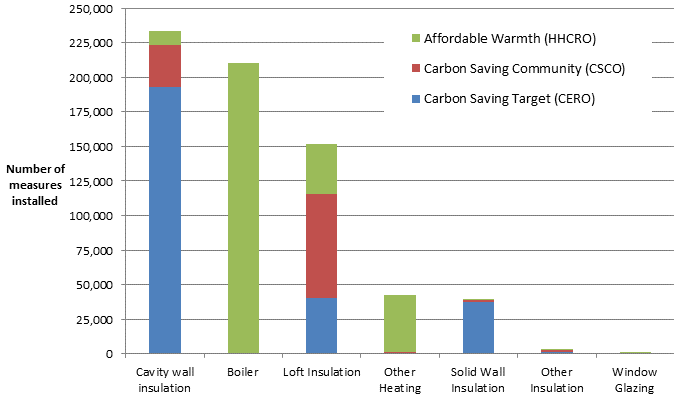 250,000
225,000
200,000
175,000
150,000
125,000
100,000
75,000
50,000
25,000
0
Number of
measures
installed
Affordable Warmth (HHCRO)
Carbon Saving Community (CSCO)
Carbon Saving Target (CERO)
Cavity wall
insulation
Boiler
Loft Insulation
Other
Heating
Solid Wall
Insulation
Other
Insulation
Window
Glazing